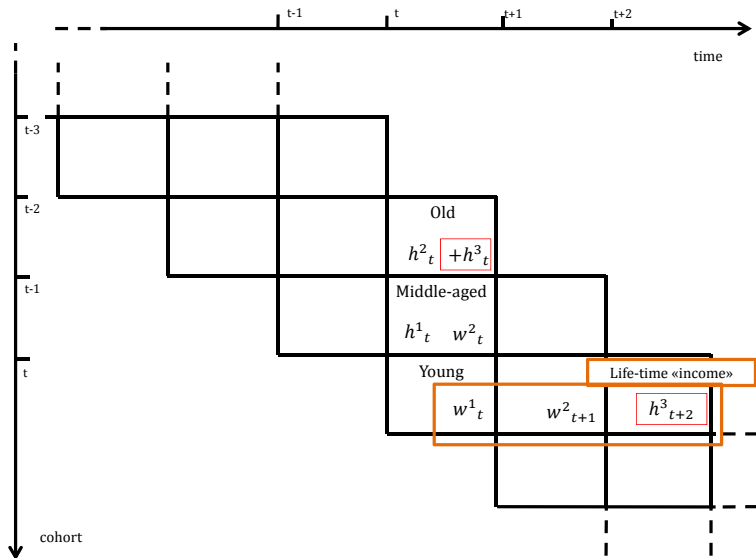 t-1 t t+1 t+2
time
t-3
t-2
Old
h²ₜ +h³ₜ
t-1
Middle-aged
h¹ₜ w²ₜ
t
Young Life-time «income»
w¹ₜ w²ₜ₊₁ h³ₜ₊₂
cohort